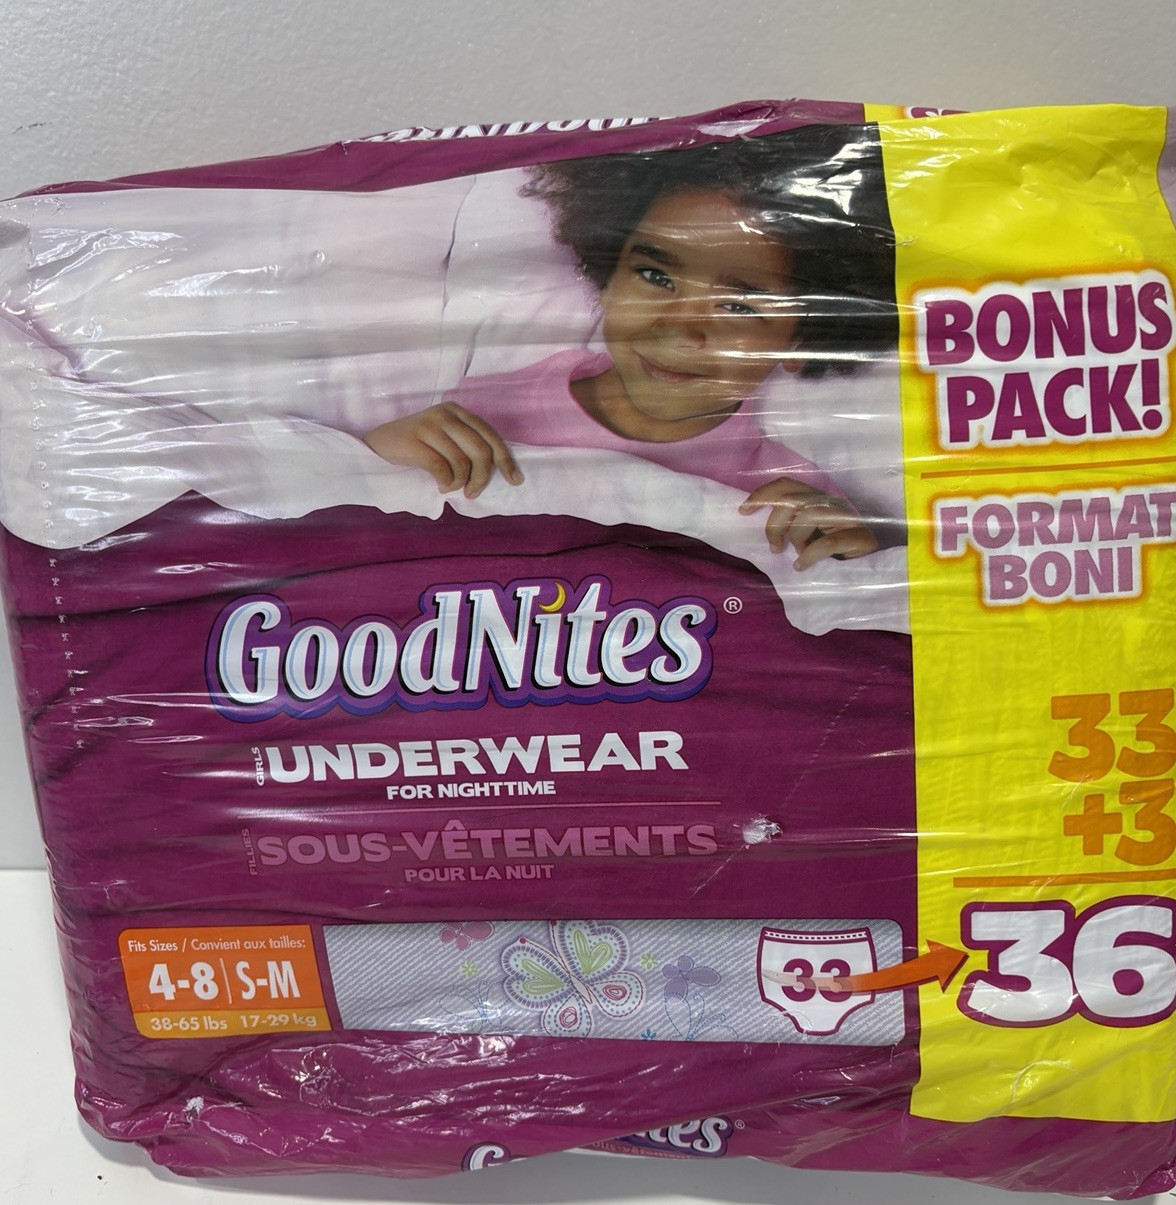 BONUS
PACK!
FORMAT
BONI
33
+3
36
GoodNites®
GIRLS UNDERWEAR
FOR NIGHTTIME
FILLES SOUS-VÊTEMENTS
POUR LA NUIT
Fits Sizes / Convient aux tailles:
4-8 | S-M
38-65 lbs 17-29 kg
33